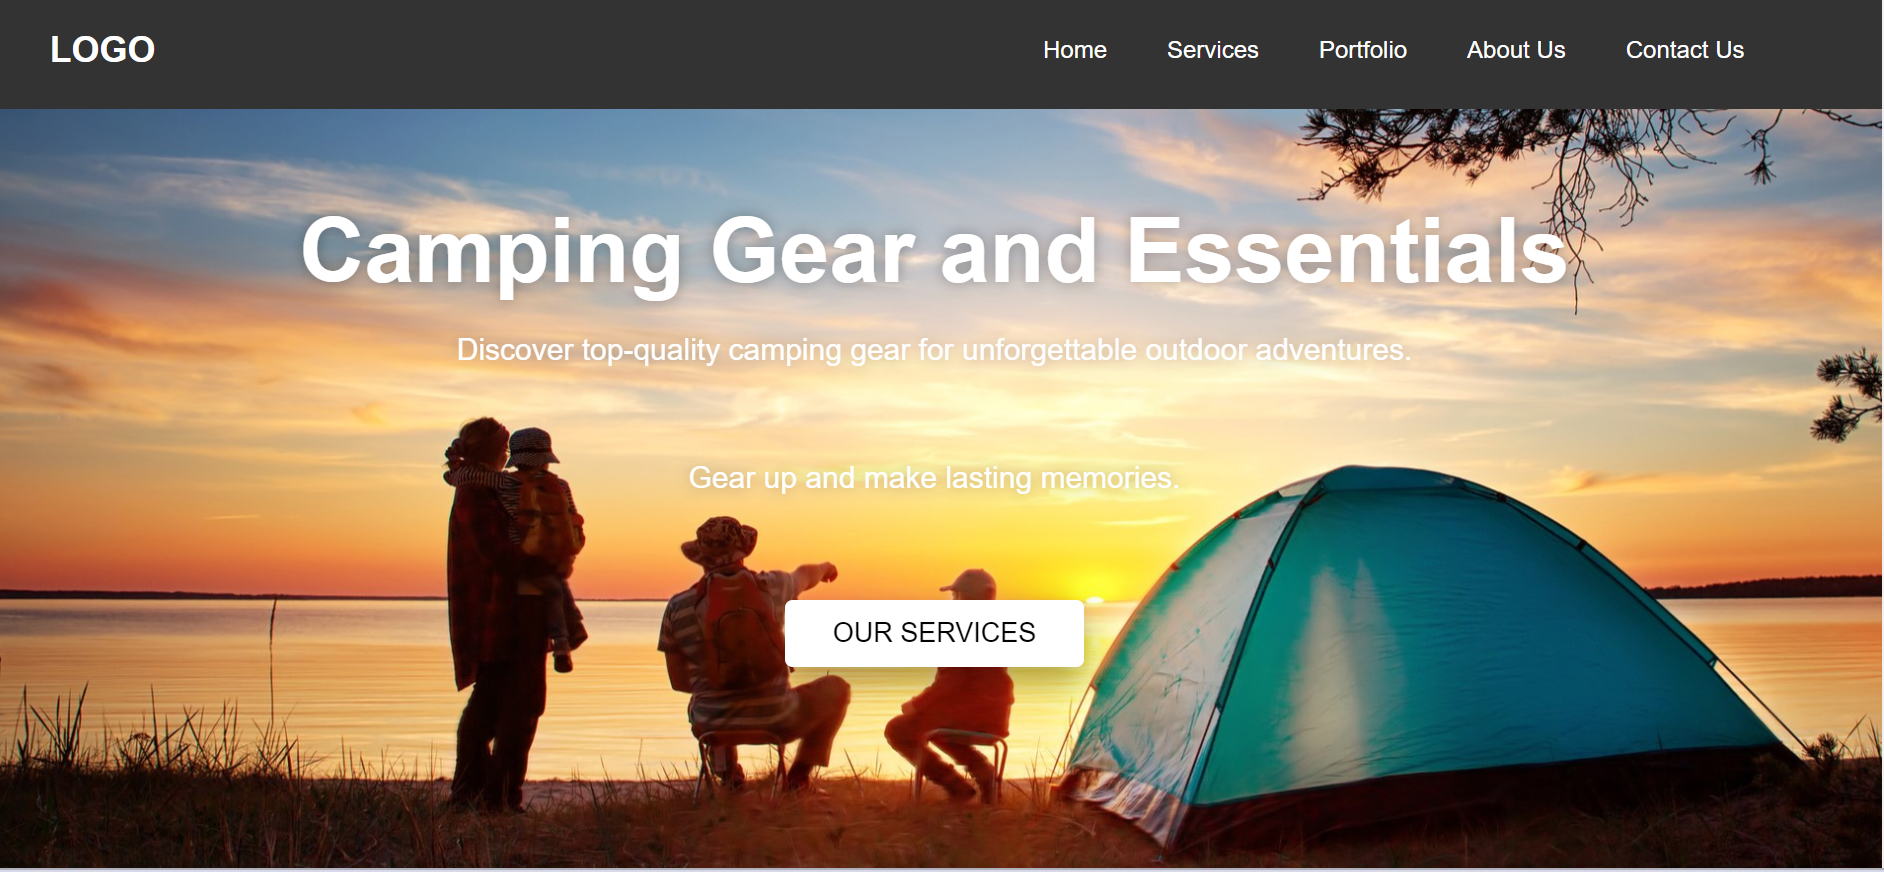 LOGO
Home Services Portfolio About Us Contact Us
Camping Gear and Essentials
Discover top-quality camping gear for unforgettable outdoor adventures.
Gear up and make lasting memories.
OUR SERVICES